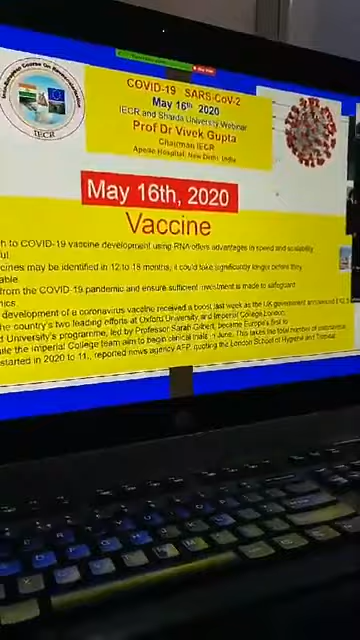 COVID-19 SARS-CoV-2
May 16th 2020
IECR and Sharda University Webinar
Prof Dr Vivek Gupta
Chairman IECR
Apollo Hospital, New Delhi, India
IECR
May 16th, 2020
Vaccine
h to COVID-19 vaccine development using RNA offers advantages in speed and scalability
ful.
cines may be identified in 12 to 18 months, it could take significantly longer before they
able.
from the COVID-19 pandemic and ensure sufficient investment is made to safeguard
mics.
development of a coronavirus vaccine received a boost last week as the UK government
he country's two leading efforts at Oxford University and Imperial College London.
d University's programme, led by Professor Sarah Gilbert, became Europe's first to
ile the Imperial College team aim to begin clinical trials in June. This takes the total number of
started in 2020 to 11, reported news agency AFP, quoting the London School of Hygiene and Tropical